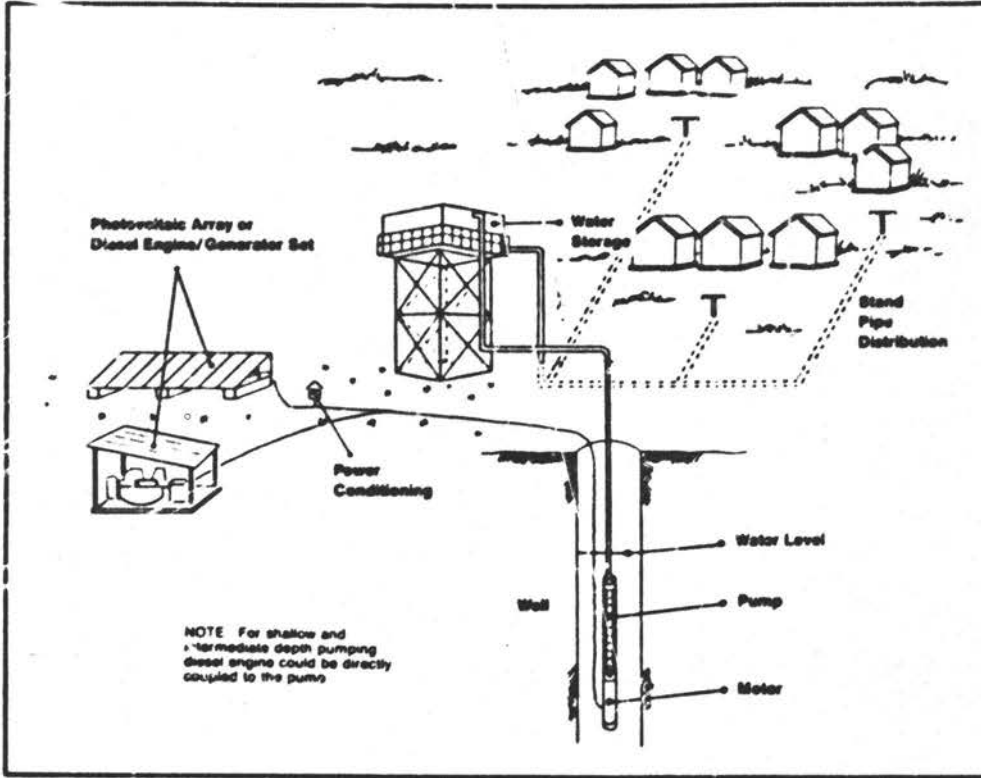 Photovoltaic Array or
Diesel Engine/Generator Set
Water
Storage
Stand
Pipe
Distribution
Power
Conditioning
Water Level
Well
Pump
Motor
NOTE For shallow and
intermediate depth pumping
diesel engine could be directly
coupled to the pump